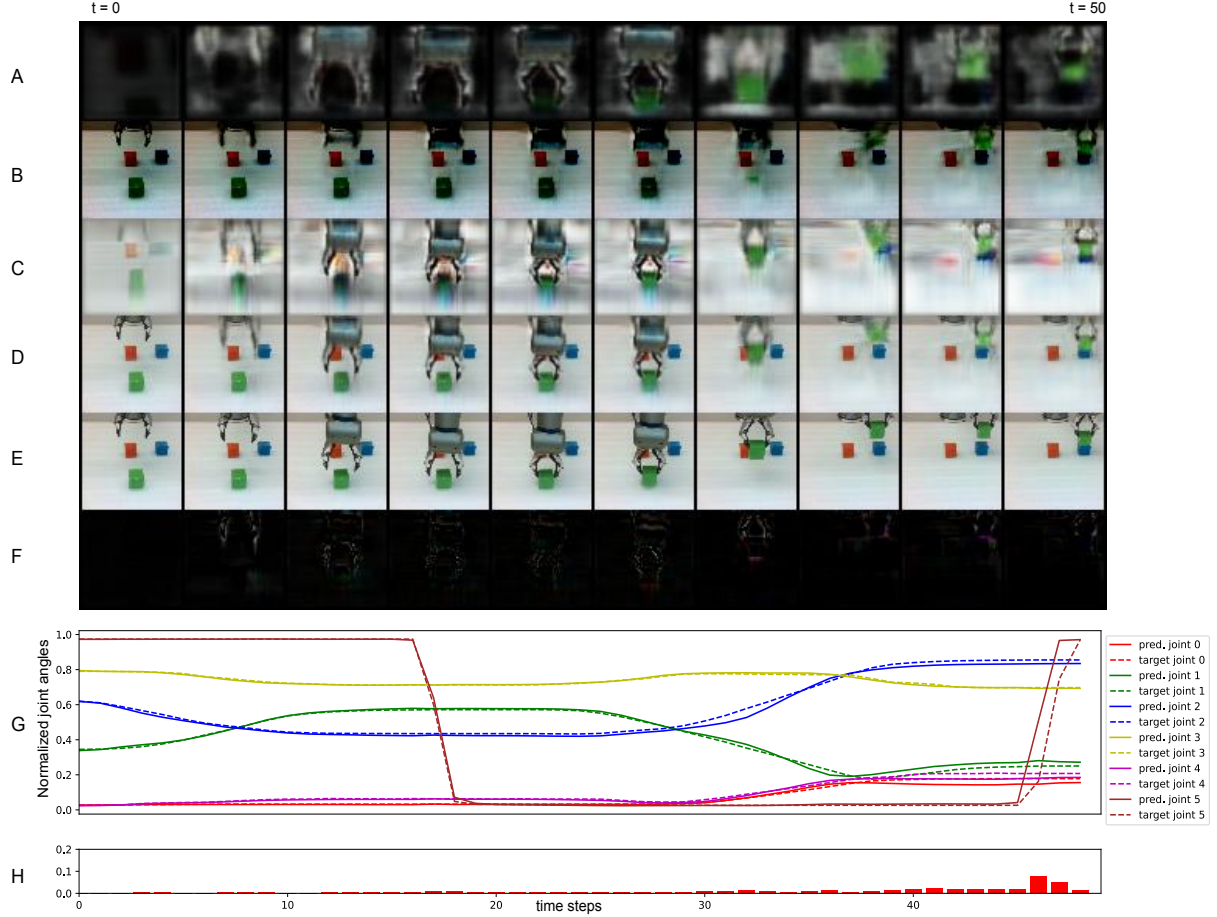 t = 0
t = 50
A
B
C
D
E
F
G
H
Normalized joint angles
1.0
0.8
0.6
0.4
0.2
0.0
pred. joint 0
target joint 0
pred. joint 1
target joint 1
pred. joint 2
target joint 2
pred. joint 3
target joint 3
pred. joint 4
target joint 4
pred. joint 5
target joint 5
0.2
0.1
0.0
0
10
20
30
40
time steps